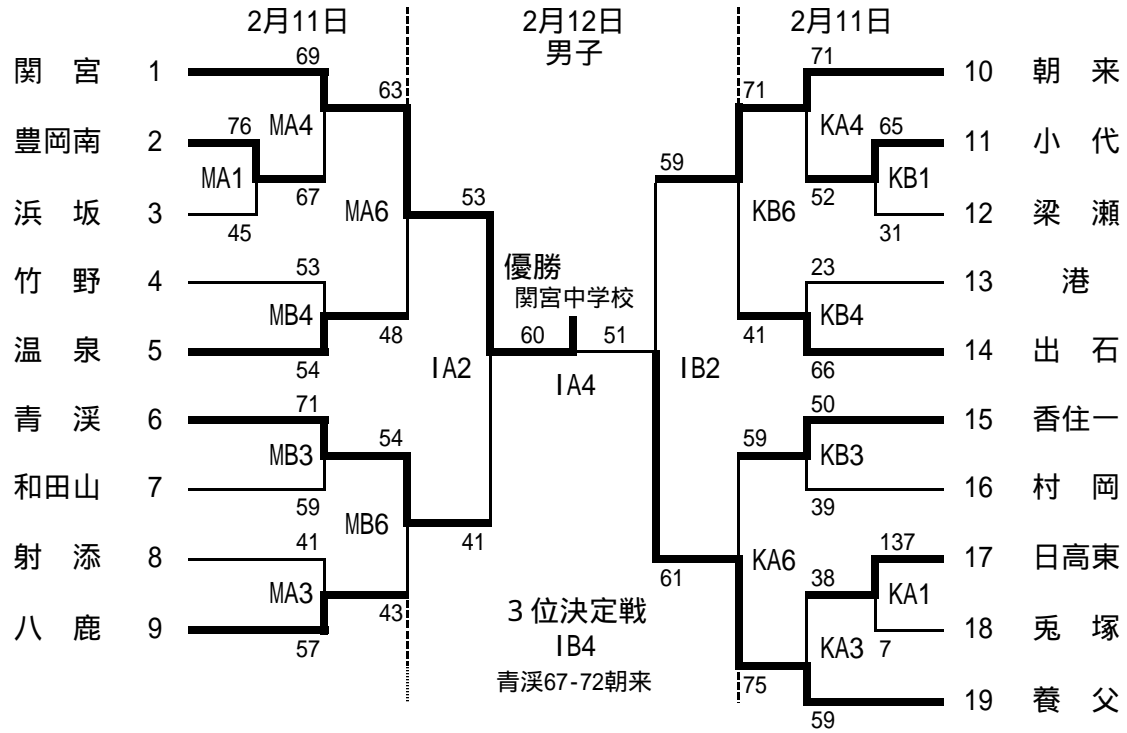 2月11日
2月12日
2月11日
男子
関　宮 1
69
63
71
71
10 朝　来
豊岡南 2
76
MA4
KA4
65
11 小　代
MA1
67
59
52
KB1
浜　坂 3
45
MA6
53
KB6
31
12 梁　瀬
竹　野 4
53
優勝
23
13 港
関宮中学校
MB4
48
60
51
41
KB4
温　泉 5
54
IA2
IA4
IB2
66
14 出　石
青　渓 6
71
54
59
50
15 香住一
MB3
KB3
和田山 7
59
39
16 村　岡
MB6
41
射　添 8
41
61
KA6
137
17 日高東
MA3
43
38
KA1
３位決定戦
八　鹿 9
57
7
18 兎　塚
IB4
KA3
青渓67-72朝来
75
59
19 養　父